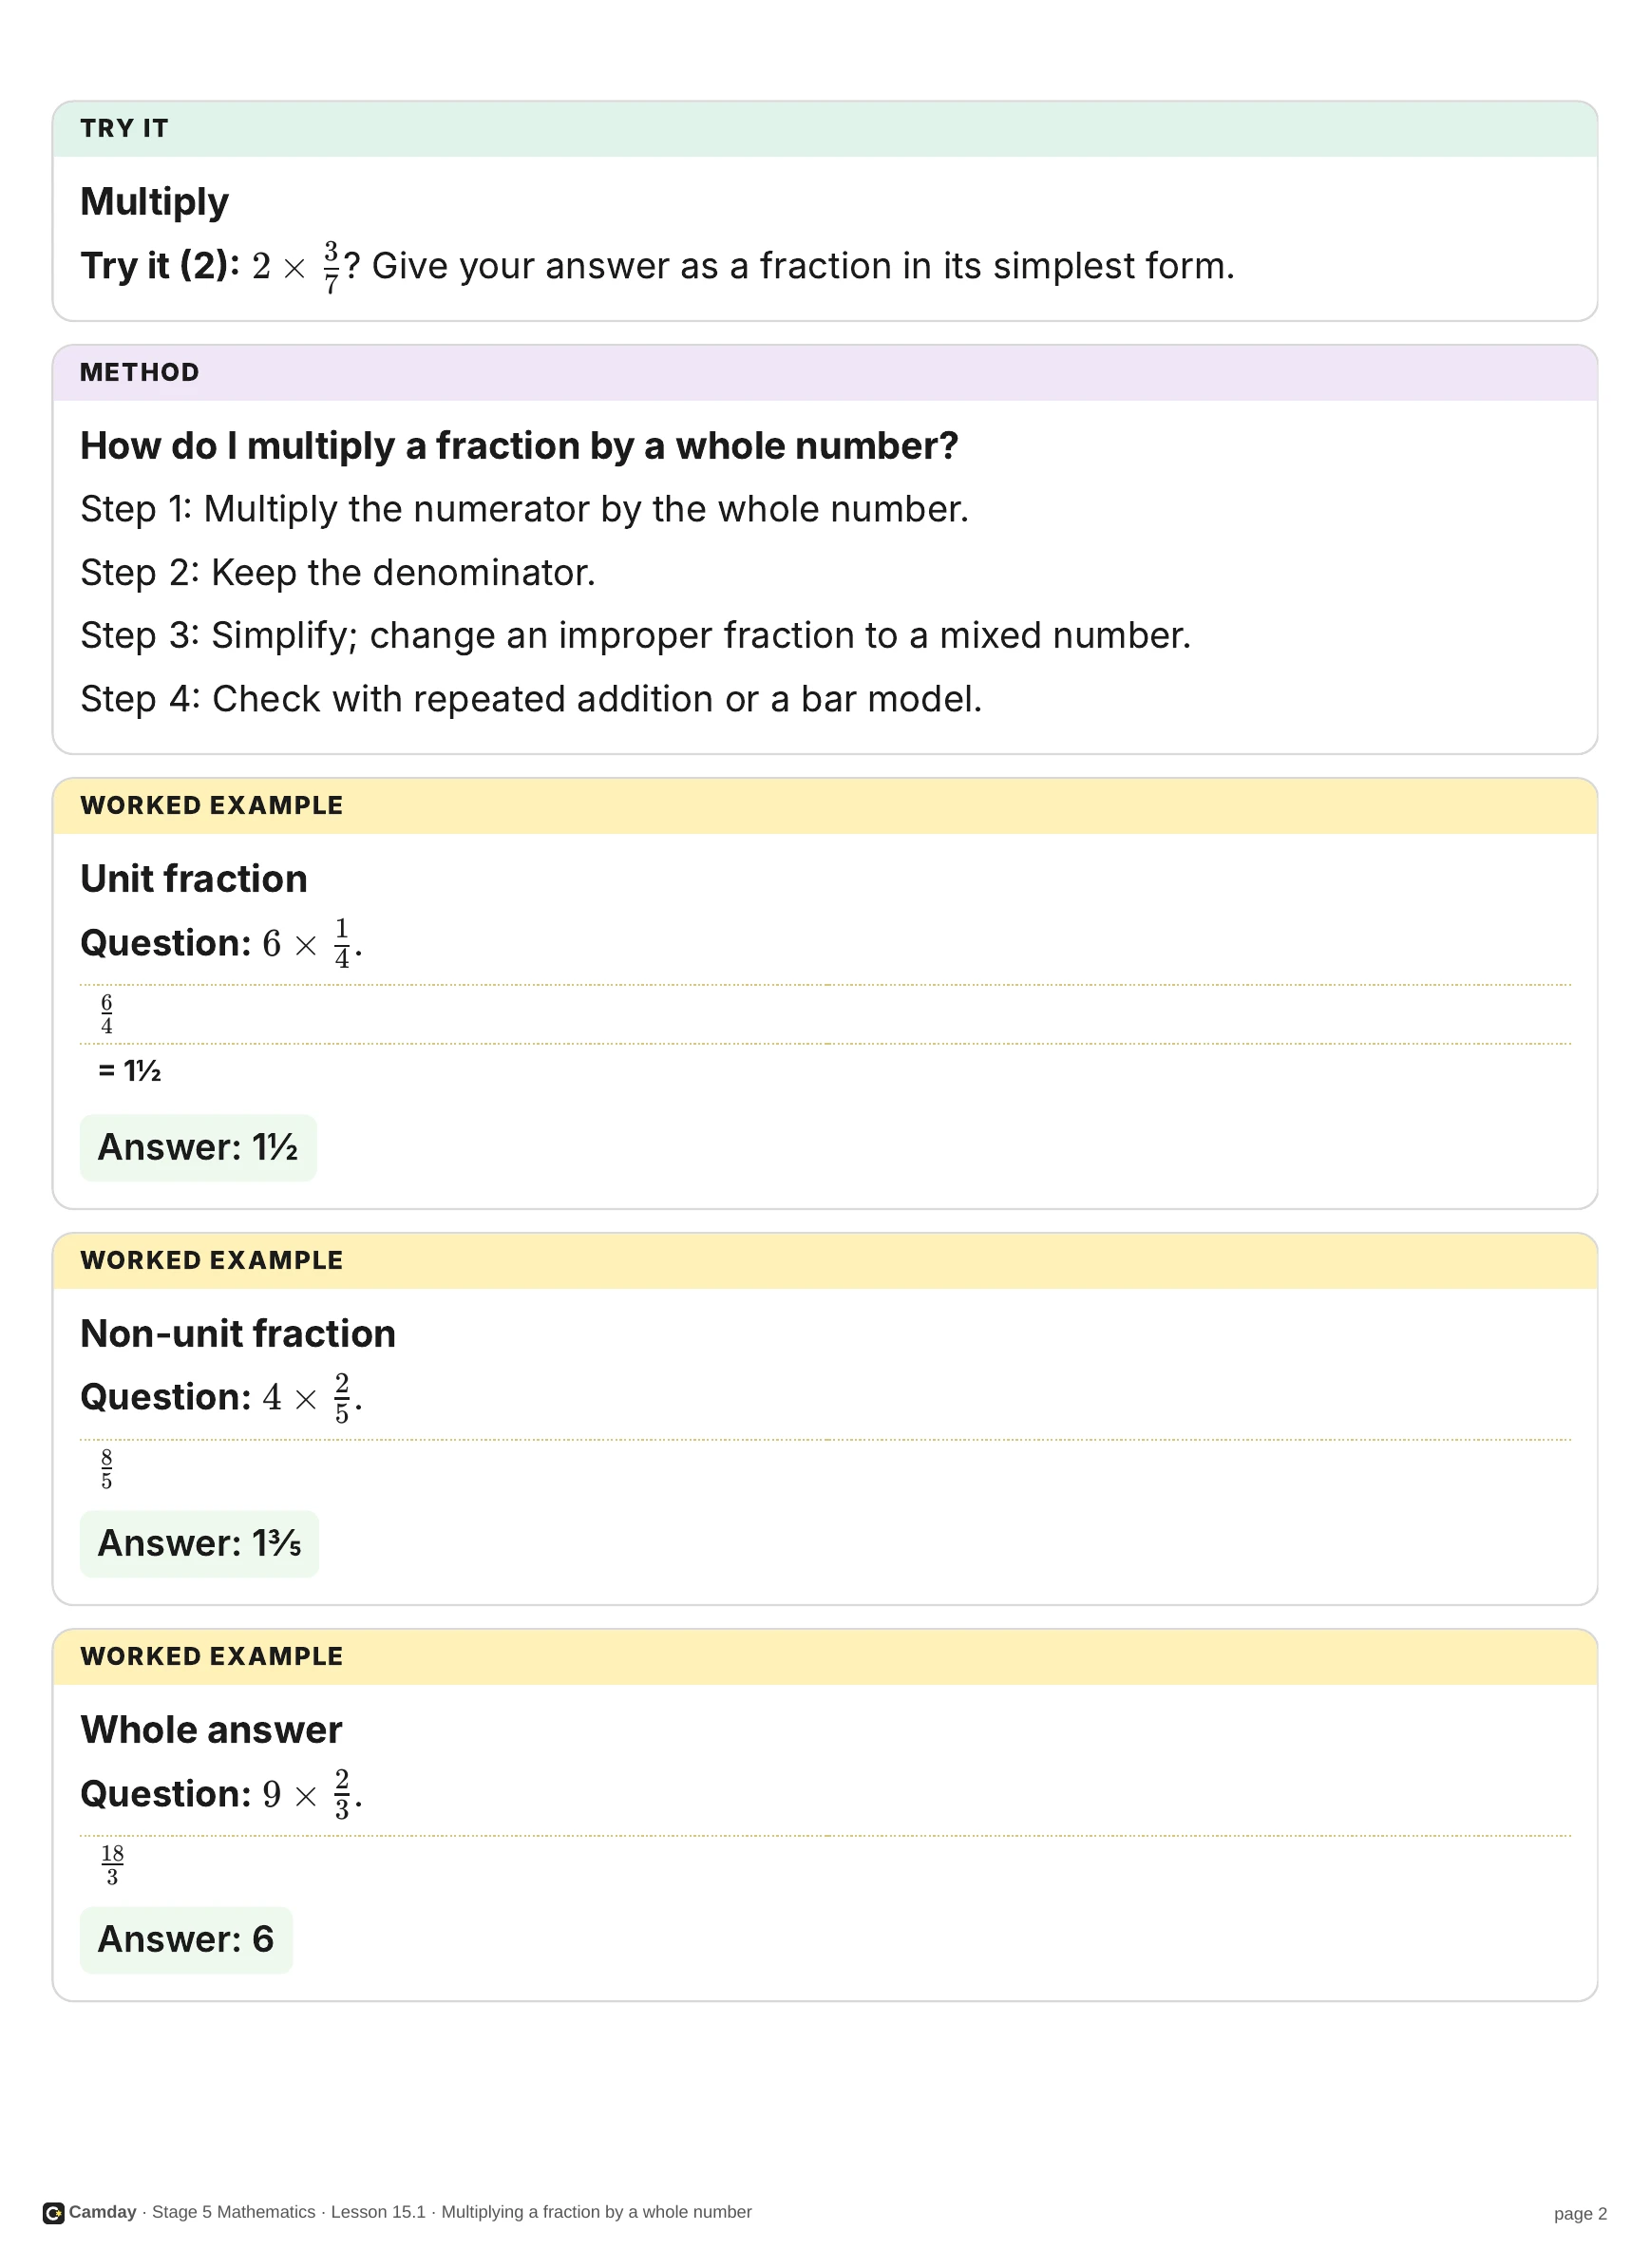 TRY IT
Multiply
Try it (2): 2 × 3/7? Give your answer as a fraction in its simplest form.
METHOD
How do I multiply a fraction by a whole number?
Step 1: Multiply the numerator by the whole number.
Step 2: Keep the denominator.
Step 3: Simplify; change an improper fraction to a mixed number.
Step 4: Check with repeated addition or a bar model.
WORKED EXAMPLE
Unit fraction
Question: 6 × 1/4.
6/4
= 1½
Answer: 1½
WORKED EXAMPLE
Non-unit fraction
Question: 4 × 2/5.
8/5
Answer: 1⅗
WORKED EXAMPLE
Whole answer
Question: 9 × 2/3.
18/3
Answer: 6
Camday · Stage 5 Mathematics · Lesson 15.1 · Multiplying a fraction by a whole number
page 2